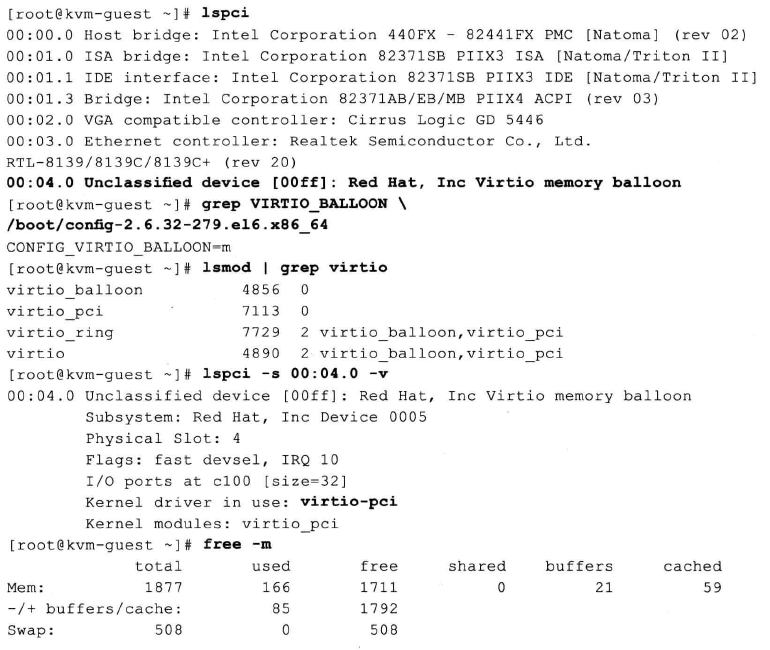 [root@kvm-guest ~]# lspci
00:00.0 Host bridge: Intel Corporation 440FX - 82441FX PMC [Natoma] (rev 02)
00:01.0 ISA bridge: Intel Corporation 82371SB PIIX3 ISA [Natoma/Triton II]
00:01.1 IDE interface: Intel Corporation 82371SB PIIX3 IDE [Natoma/Triton II]
00:01.3 Bridge: Intel Corporation 82371AB/EB/MB PIIX4 ACPI (rev 03)
00:02.0 VGA compatible controller: Cirrus Logic GD 5446
00:03.0 Ethernet controller: Realtek Semiconductor Co., Ltd.
RTL-8139/8139C/8139C+ (rev 20)
00:04.0 Unclassified device [00ff]: Red Hat, Inc Virtio memory balloon
[root@kvm-guest ~]# grep VIRTIO_BALLOON \
/boot/config-2.6.32-279.el6.x86_64
CONFIG_VIRTIO_BALLOON=m
[root@kvm-guest ~]# lsmod | grep virtio
virtio_balloon 4856 0
virtio_pci 7113 0
virtio_ring 7729 2 virtio_balloon,virtio_pci
virtio 4890 2 virtio_balloon,virtio_pci
[root@kvm-guest ~]# lspci -s 00:04.0 -v
00:04.0 Unclassified device [00ff]: Red Hat, Inc Virtio memory balloon
Subsystem: Red Hat, Inc Device 0005
Physical Slot: 4
Flags: fast devsel, IRQ 10
I/O ports at c100 [size=32]
Kernel driver in use: virtio-pci
Kernel modules: virtio_pci
[root@kvm-guest ~]# free -m
total used free shared buffers cached
Mem: 1877 166 1711 0 21 59
-/+ buffers/cache: 85 1792
Swap: 508 0 508